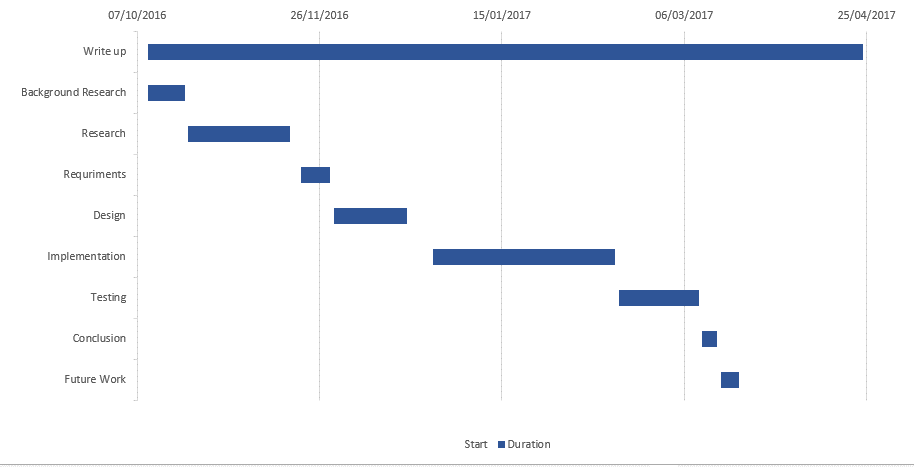 07/10/2016 26/11/2016 15/01/2017 06/03/2017 25/04/2017
Write up
Background Research
Research
Requriments
Design
Implementation
Testing
Conclusion
Future Work
Start Duration